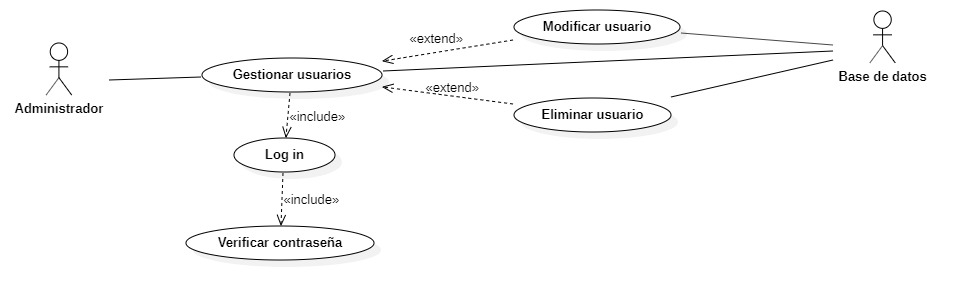 Modificar usuario
«extend»
Gestionar usuarios
Base de datos
«extend»
Administrador
Eliminar usuario
«include»
Log in
«include»
Verificar contraseña